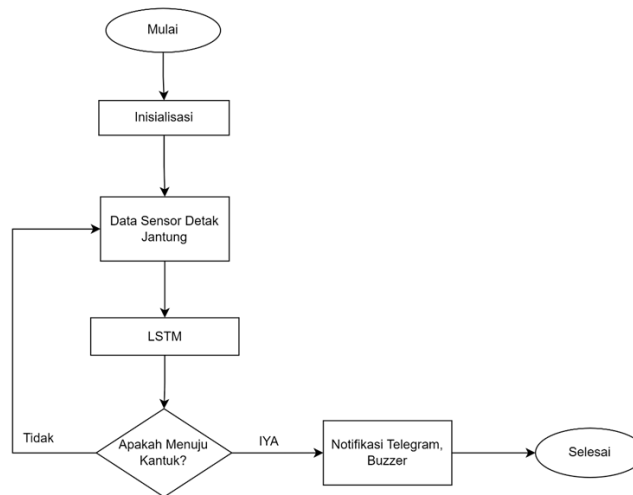 Mulai
Inisialisasi
Data Sensor Detak
Jantung
LSTM
Tidak
Apakah Menuju
Kantuk?
IYA
Notifikasi Telegram,
Buzzer
Selesai